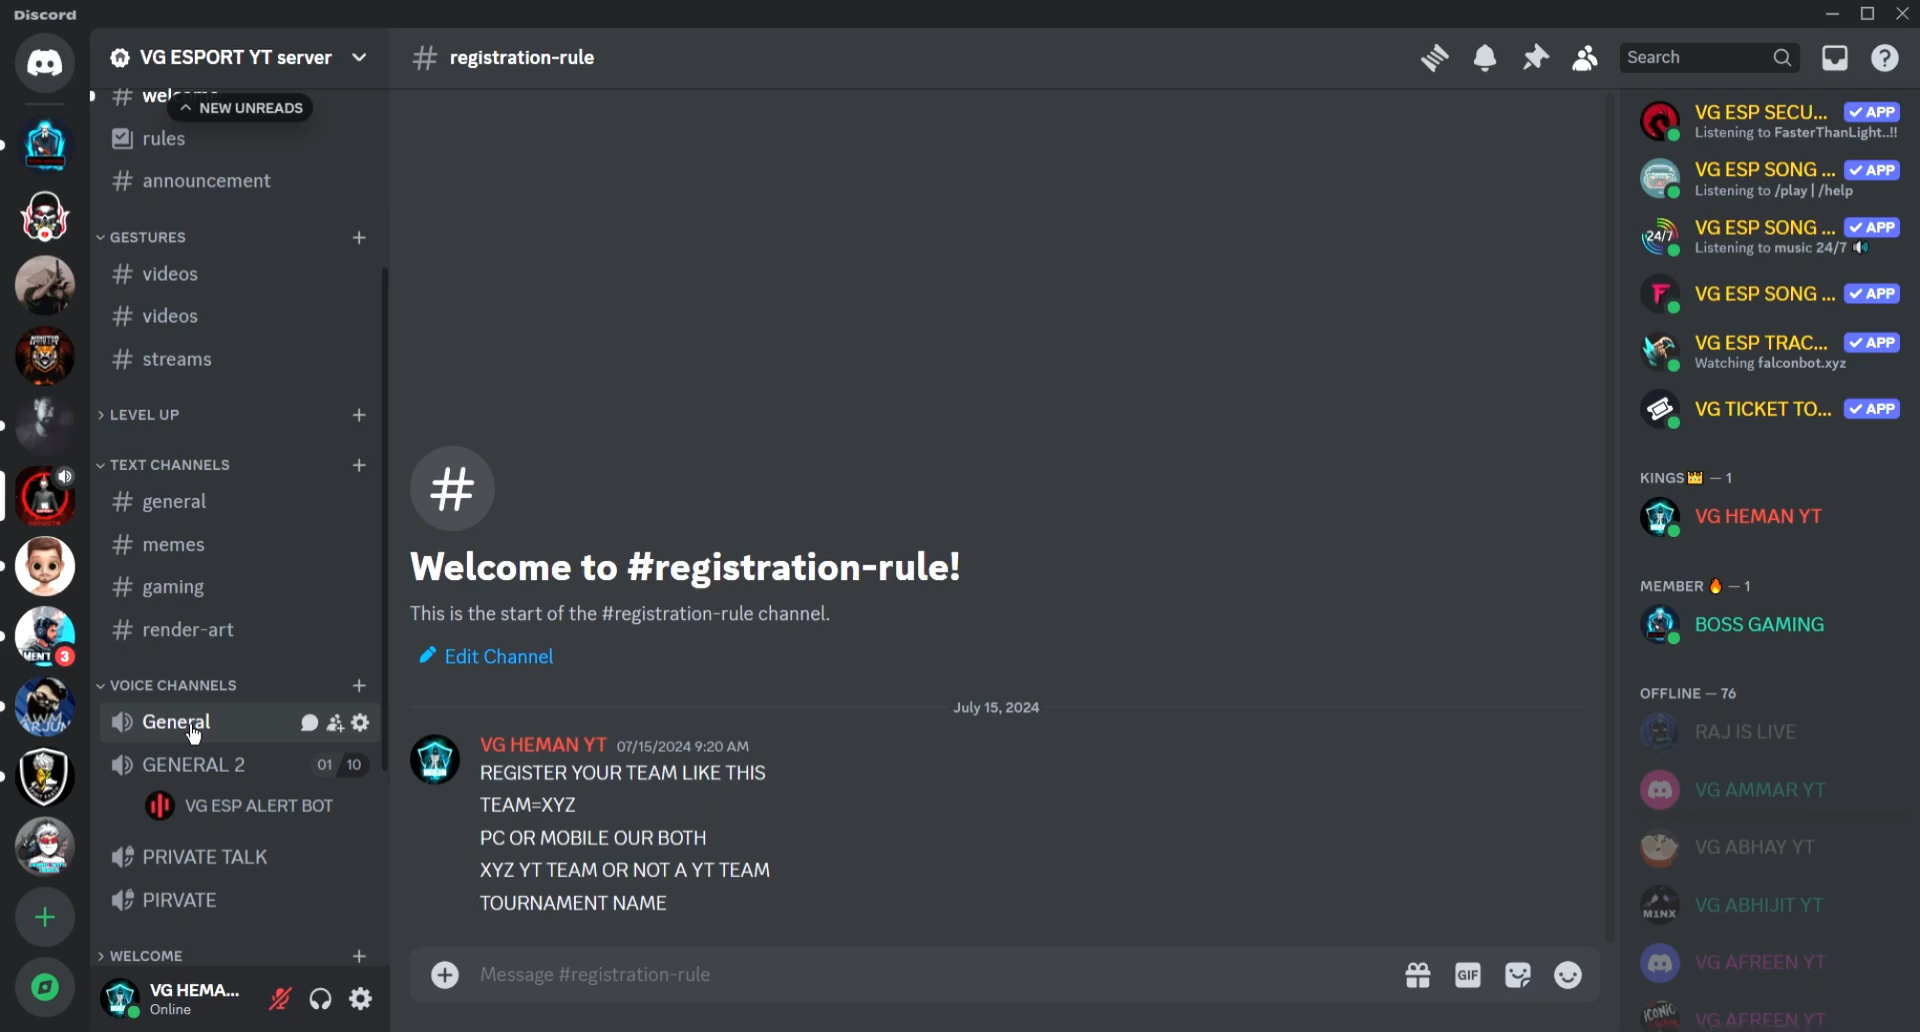 Discord
VG ESPORT YT server
NEW UNREADS
rules
# announcement
GESTURES
# videos
# videos
# streams
LEVEL UP
TEXT CHANNELS
# general
# memes
# gaming
# render-art
VOICE CHANNELS
General
GENERAL 2 01 10
VG ESP ALERT BOT
PRIVATE TALK
PIRVATE
WELCOME
VG HEMA...
Online
3
# registration-rule
Search
#
Welcome to #registration-rule!
This is the start of the #registration-rule channel.
Edit Channel
July 15, 2024
VG HEMAN YT 07/15/2024 9:20 AM
REGISTER YOUR TEAM LIKE THIS
TEAM=XYZ
PC OR MOBILE OUR BOTH
XYZ YT TEAM OR NOT A YT TEAM
TOURNAMENT NAME
Message #registration-rule
GIF
VG ESP SECU... ✓ APP
Listening to FasterThanLight..!!
VG ESP SONG ... ✓ APP
Listening to /play | /help
24/7
VG ESP SONG ... ✓ APP
Listening to music 24/7
VG ESP SONG ... ✓ APP
VG ESP TRAC... ✓ APP
Watching falconbot.xyz
VG TICKET TO... ✓ APP
KINGS👑 — 1
VG HEMAN YT
MEMBER🔥 — 1
BOSS GAMING
OFFLINE — 76
RAJ IS LIVE
VG AMMAR YT
VG ABHAY YT
M1NX
VG ABHIJIT YT
VG AFREEN YT
ICONIC
VG AFREEN YT